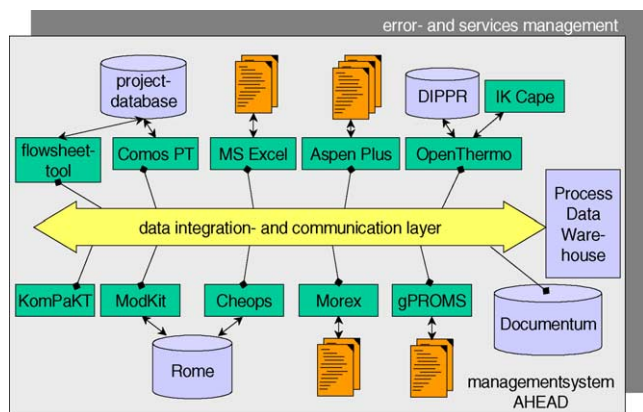 error- and services management
project-
database
DIPPR
IK Cape
flowsheet-
tool
Comos PT
MS Excel
Aspen Plus
OpenThermo
data integration- and communication layer
Process
Data
Ware-
house
KomPaKT
ModKit
Cheops
Morex
gPROMS
Documentum
Rome
managementsystem
AHEAD